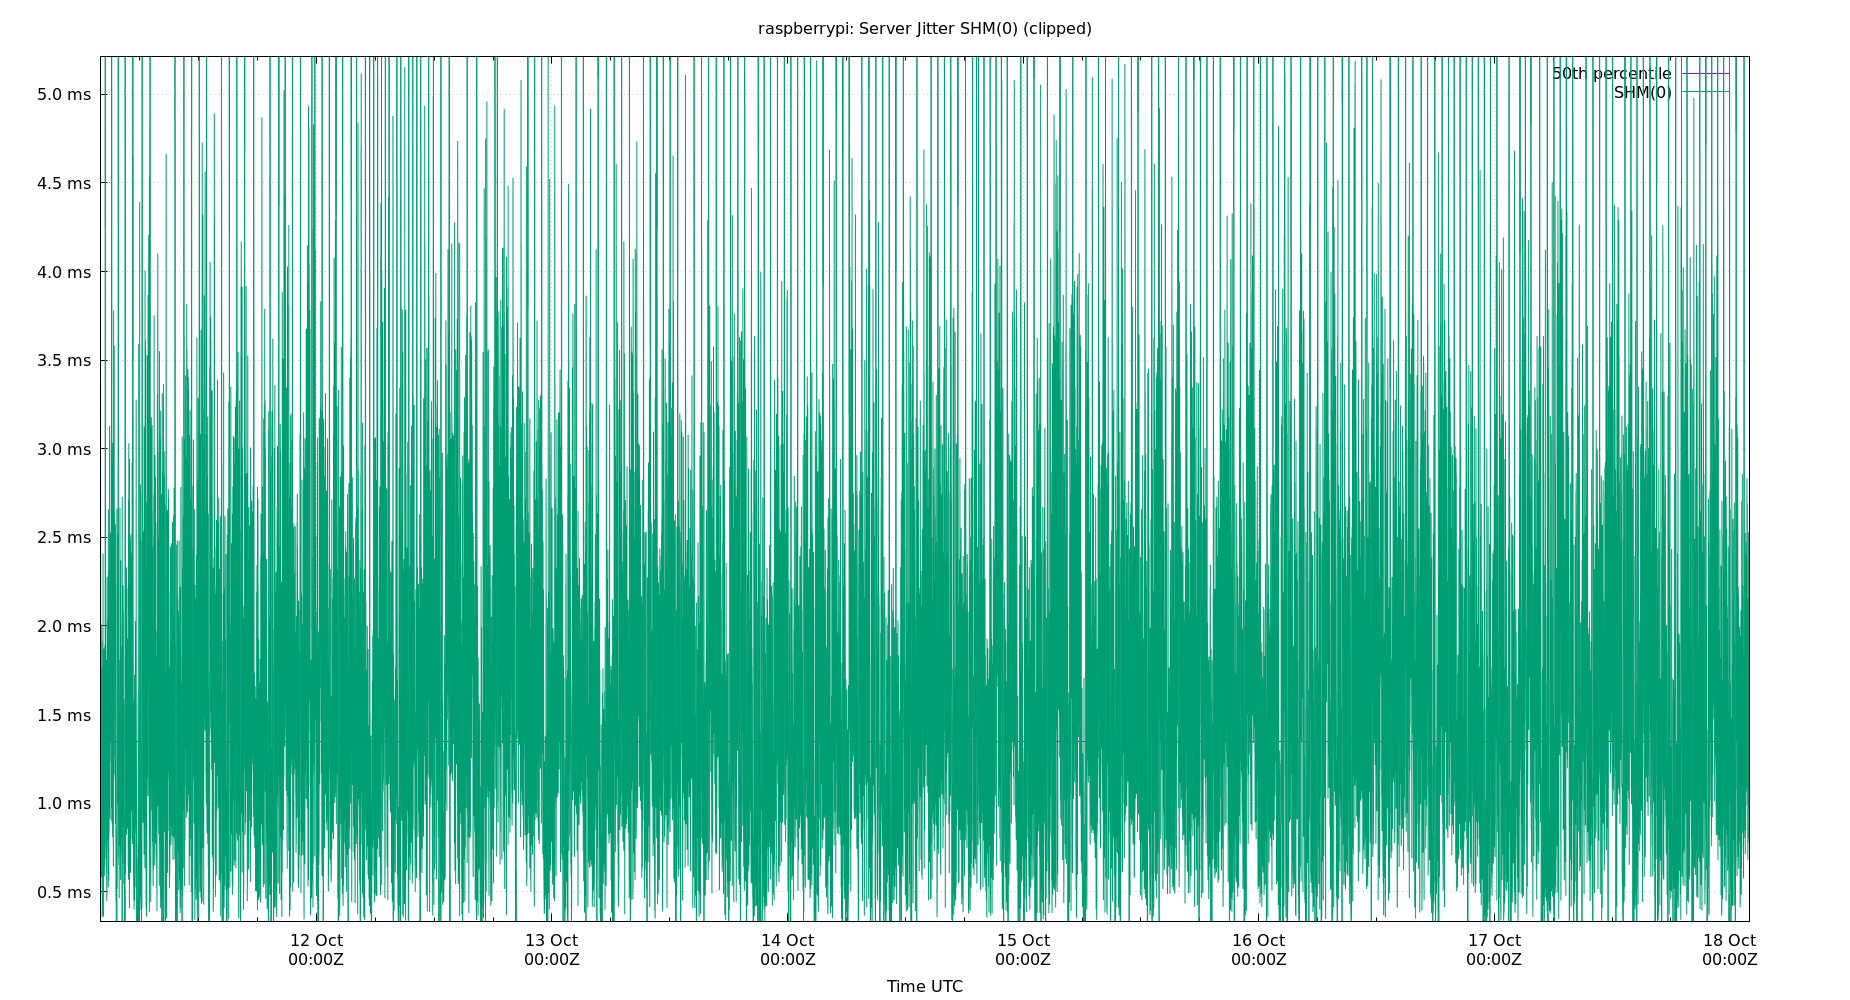 raspberrypi: Server Jitter SHM(0) (clipped)
50th percentile
SHM(0)
5.0 ms
4.5 ms
4.0 ms
3.5 ms
3.0 ms
2.5 ms
2.0 ms
1.5 ms
1.0 ms
0.5 ms
12 Oct 13 Oct 14 Oct 15 Oct 16 Oct 17 Oct 18 Oct
00:00Z 00:00Z 00:00Z 00:00Z 00:00Z 00:00Z 00:00Z
Time UTC